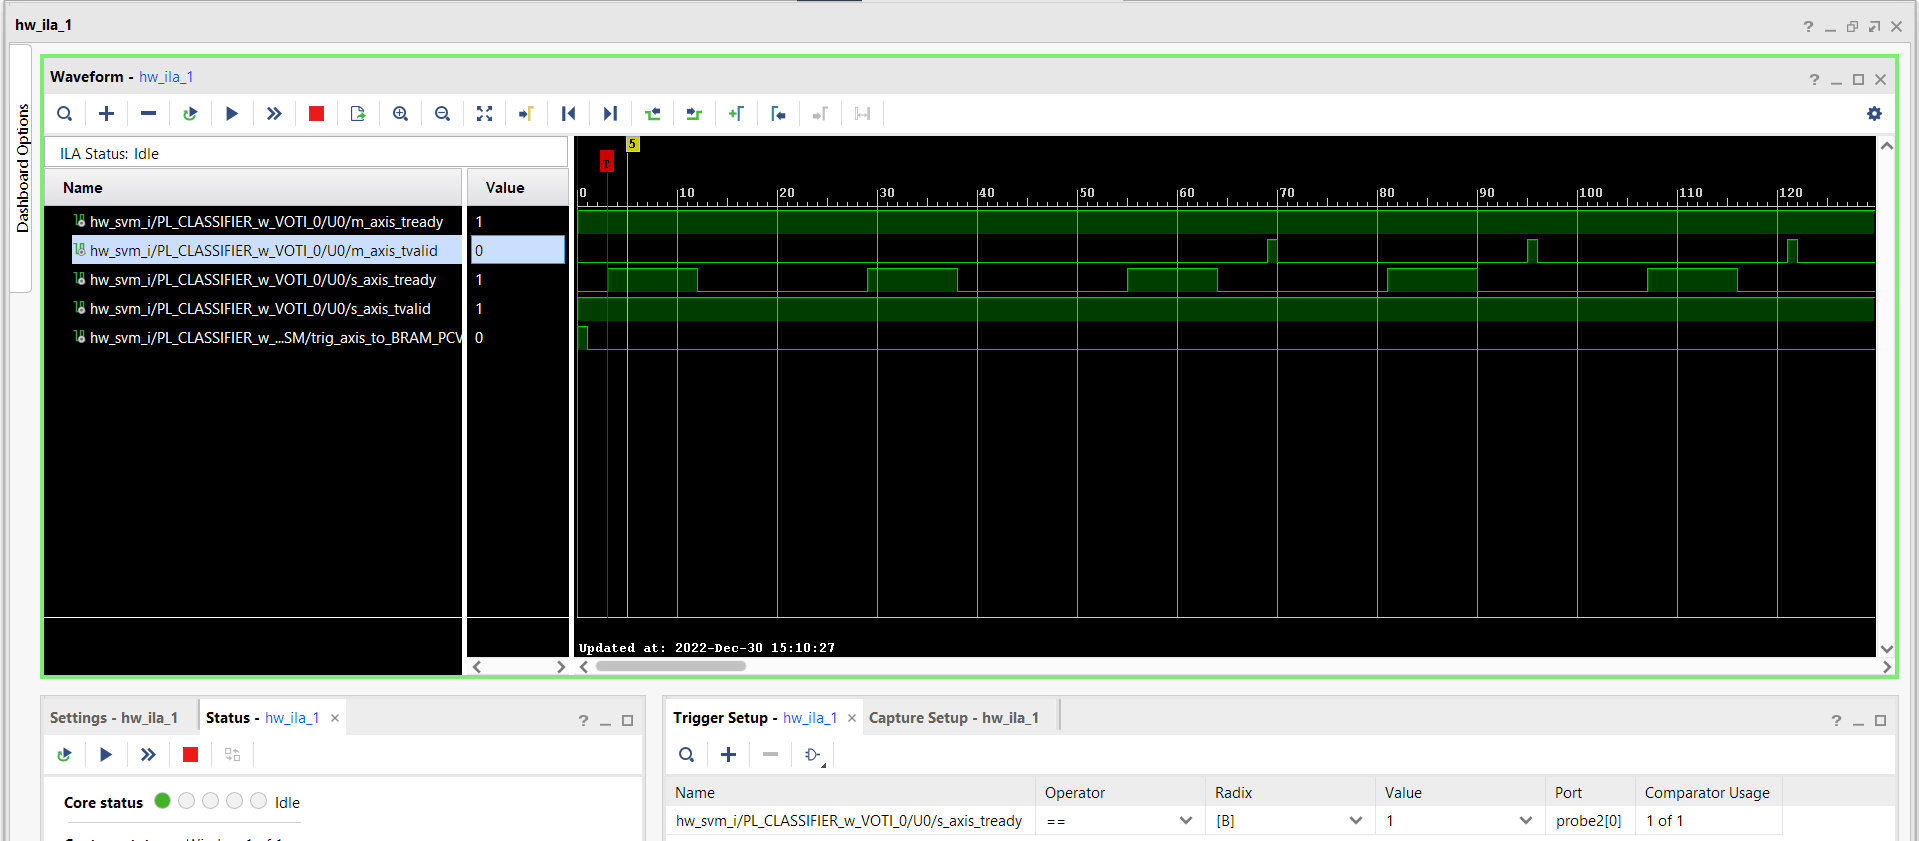 hw_ila_1
Dashboard Options
Waveform - hw_ila_1
ILA Status: Idle
Name Value
hw_svm_i/PL_CLASSIFIER_w_VOTI_0/U0/m_axis_tready 1
hw_svm_i/PL_CLASSIFIER_w_VOTI_0/U0/m_axis_tvalid 0
hw_svm_i/PL_CLASSIFIER_w_VOTI_0/U0/s_axis_tready 1
hw_svm_i/PL_CLASSIFIER_w_VOTI_0/U0/s_axis_tvalid 1
hw_svm_i/PL_CLASSIFIER_w_...SM/trig_axis_to_BRAM_PCV 0
5
T
0 10 20 30 40 50 60 70 80 90 100 110 120
Updated at: 2022-Dec-30 15:10:27
Settings - hw_ila_1 Status - hw_ila_1
Core status Idle
Trigger Setup - hw_ila_1 Capture Setup - hw_ila_1
Name Operator Radix Value Port Comparator Usage
hw_svm_i/PL_CLASSIFIER_w_VOTI_0/U0/s_axis_tready == [B] 1 probe2[0] 1 of 1